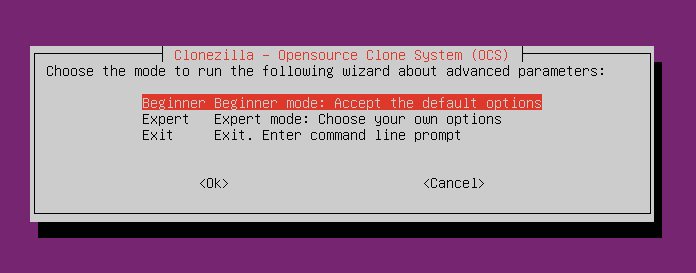 Clonezilla - Opensource Clone System (OCS)
Choose the mode to run the following wizard about advanced parameters:
Beginner Beginner mode: Accept the default options
Expert Expert mode: Choose your own options
Exit Exit. Enter command line prompt
<Ok> <Cancel>